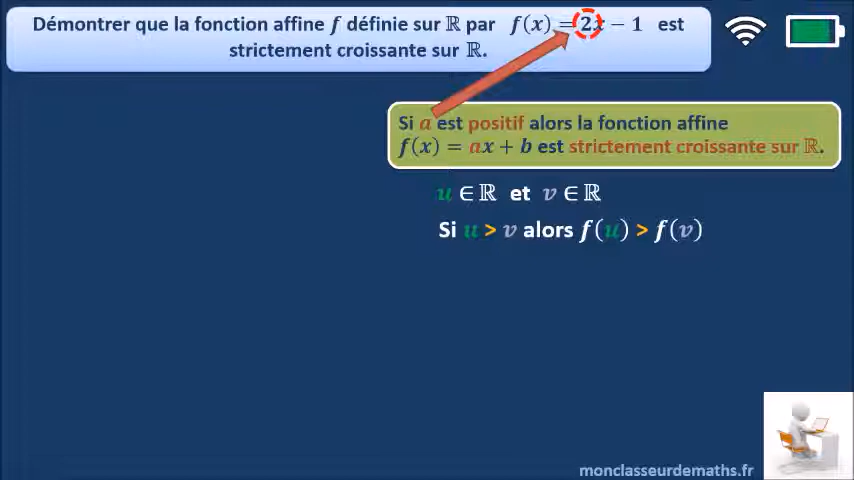 Démontrer que la fonction affine f définie sur ℝ par f(x) = 2x − 1 est
strictement croissante sur ℝ.
Si a est positif alors la fonction affine
f(x) = ax + b est strictement croissante sur ℝ.
u ∈ ℝ et v ∈ ℝ
Si u > v alors f(u) > f(v)
monclasseurdemaths.fr